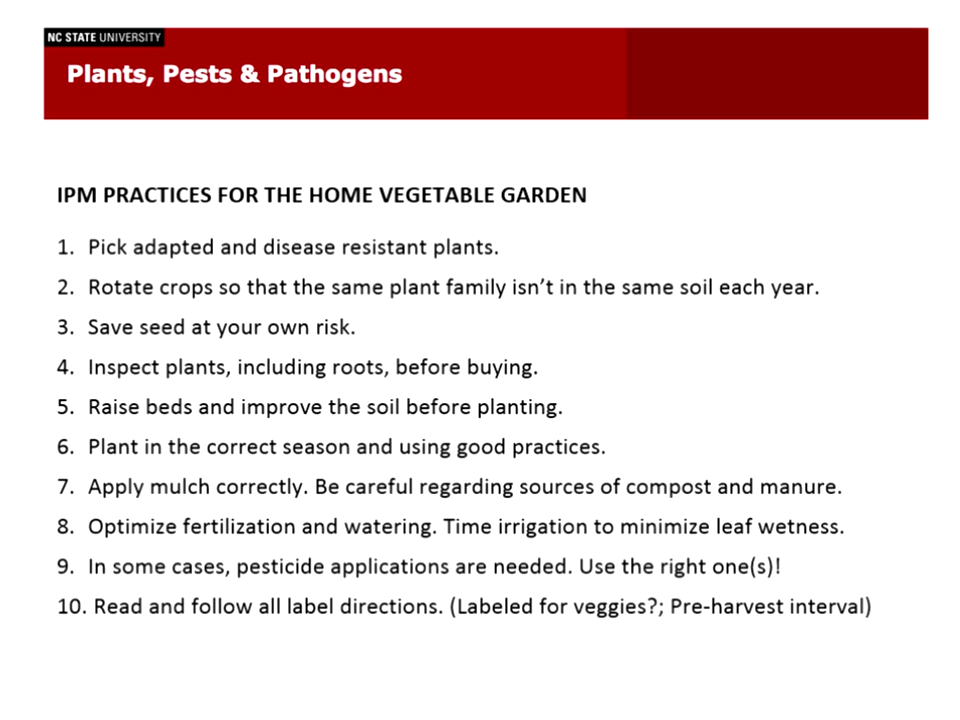 NC STATE UNIVERSITY
Plants, Pests & Pathogens
IPM PRACTICES FOR THE HOME VEGETABLE GARDEN
1. Pick adapted and disease resistant plants.
2. Rotate crops so that the same plant family isn’t in the same soil each year.
3. Save seed at your own risk.
4. Inspect plants, including roots, before buying.
5. Raise beds and improve the soil before planting.
6. Plant in the correct season and using good practices.
7. Apply mulch correctly. Be careful regarding sources of compost and manure.
8. Optimize fertilization and watering. Time irrigation to minimize leaf wetness.
9. In some cases, pesticide applications are needed. Use the right one(s)!
10. Read and follow all label directions. (Labeled for veggies?; Pre-harvest interval)